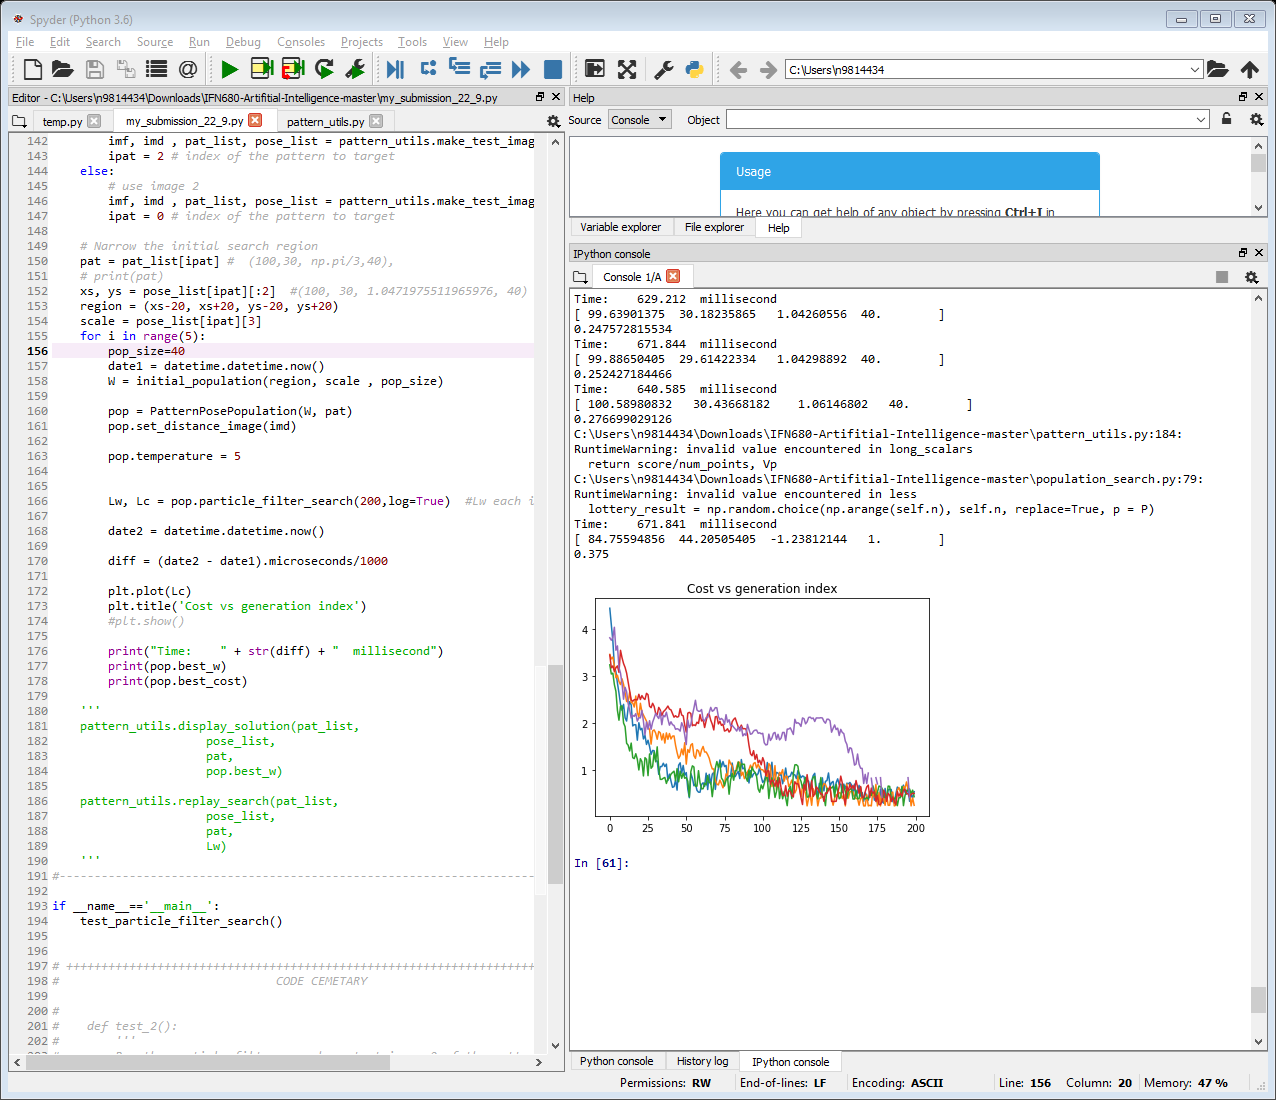 Spyder (Python 3.6)
File Edit Search Source Run Debug Consoles Projects Tools View Help
C:\Users\n9814434
Editor - C:\Users\n9814434\Downloads\IFN680-Artifitial-Intelligence-master\my_submission_22_9.py
temp.py my_submission_22_9.py pattern_utils.py
142 imf, imd , pat_list, pose_list = pattern_utils.make_test_imag
143 ipat = 2 # index of the pattern to target
144 else:
145 # use image 2
146 imf, imd , pat_list, pose_list = pattern_utils.make_test_imag
147 ipat = 0 # index of the pattern to target
148
149 # Narrow the initial search region
150 pat = pat_list[ipat] #  (100,30, np.pi/3,40),
151 # print(pat)
152 xs, ys = pose_list[ipat][:2]  #(100, 30, 1.0471975511965976, 40)
153 region = (xs-20, xs+20, ys-20, ys+20)
154 scale = pose_list[ipat][3]
155 for i in range(5):
156 pop_size=40
157 date1 = datetime.datetime.now()
158 W = initial_population(region, scale , pop_size)
159
160 pop = PatternPosePopulation(W, pat)
161 pop.set_distance_image(imd)
162
163 pop.temperature = 5
164
165
166 Lw, Lc = pop.particle_filter_search(200,log=True)  #Lw each i
167
168 date2 = datetime.datetime.now()
169
170 diff = (date2 - date1).microseconds/1000
171
172 plt.plot(Lc)
173 plt.title('Cost vs generation index')
174 #plt.show()
175
176 print("Time:    " + str(diff) + "  millisecond")
177 print(pop.best_w)
178 print(pop.best_cost)
179
180 '''
181 pattern_utils.display_solution(pat_list,
182 pose_list,
183 pat,
184 pop.best_w)
185
186 pattern_utils.replay_search(pat_list,
187 pose_list,
188 pat,
189 Lw)
190 '''
191 #------------------------------------------------------------------
192
193 if __name__=='__main__':
194 test_particle_filter_search()
195
196
197 # ++++++++++++++++++++++++++++++++++++++++++++++++++++++++++++++++++
198 # CODE CEMETARY
199
200 #
201 # def test_2():
202 # '''
Help
Source Console Object
Usage
Here you can get help of any object by pressing Ctrl+I in
Variable explorer File explorer Help
IPython console
Console 1/A
Time:    629.212  millisecond
[ 99.63901375  30.18235865   1.04260556  40.        ]
0.247572815534
Time:    671.844  millisecond
[ 99.88650405  29.61422334   1.04298892  40.        ]
0.252427184466
Time:    640.585  millisecond
[ 100.58980832   30.43668182    1.06146802   40.        ]
0.276699029126
C:\Users\n9814434\Downloads\IFN680-Artifitial-Intelligence-master\pattern_utils.py:184:
RuntimeWarning: invalid value encountered in long_scalars
return score/num_points, Vp
C:\Users\n9814434\Downloads\IFN680-Artifitial-Intelligence-master\population_search.py:79:
RuntimeWarning: invalid value encountered in less
lottery_result = np.random.choice(np.arange(self.n), self.n, replace=True, p = P)
Time:    671.841  millisecond
[ 84.75594856  44.20505405  -1.23812144   1.        ]
0.375
Cost vs generation index
4
3
2
1
0 25 50 75 100 125 150 175 200
In [61]:
Python console History log IPython console
Permissions: RW End-of-lines: LF Encoding: ASCII Line: 156 Column: 20 Memory: 47 %